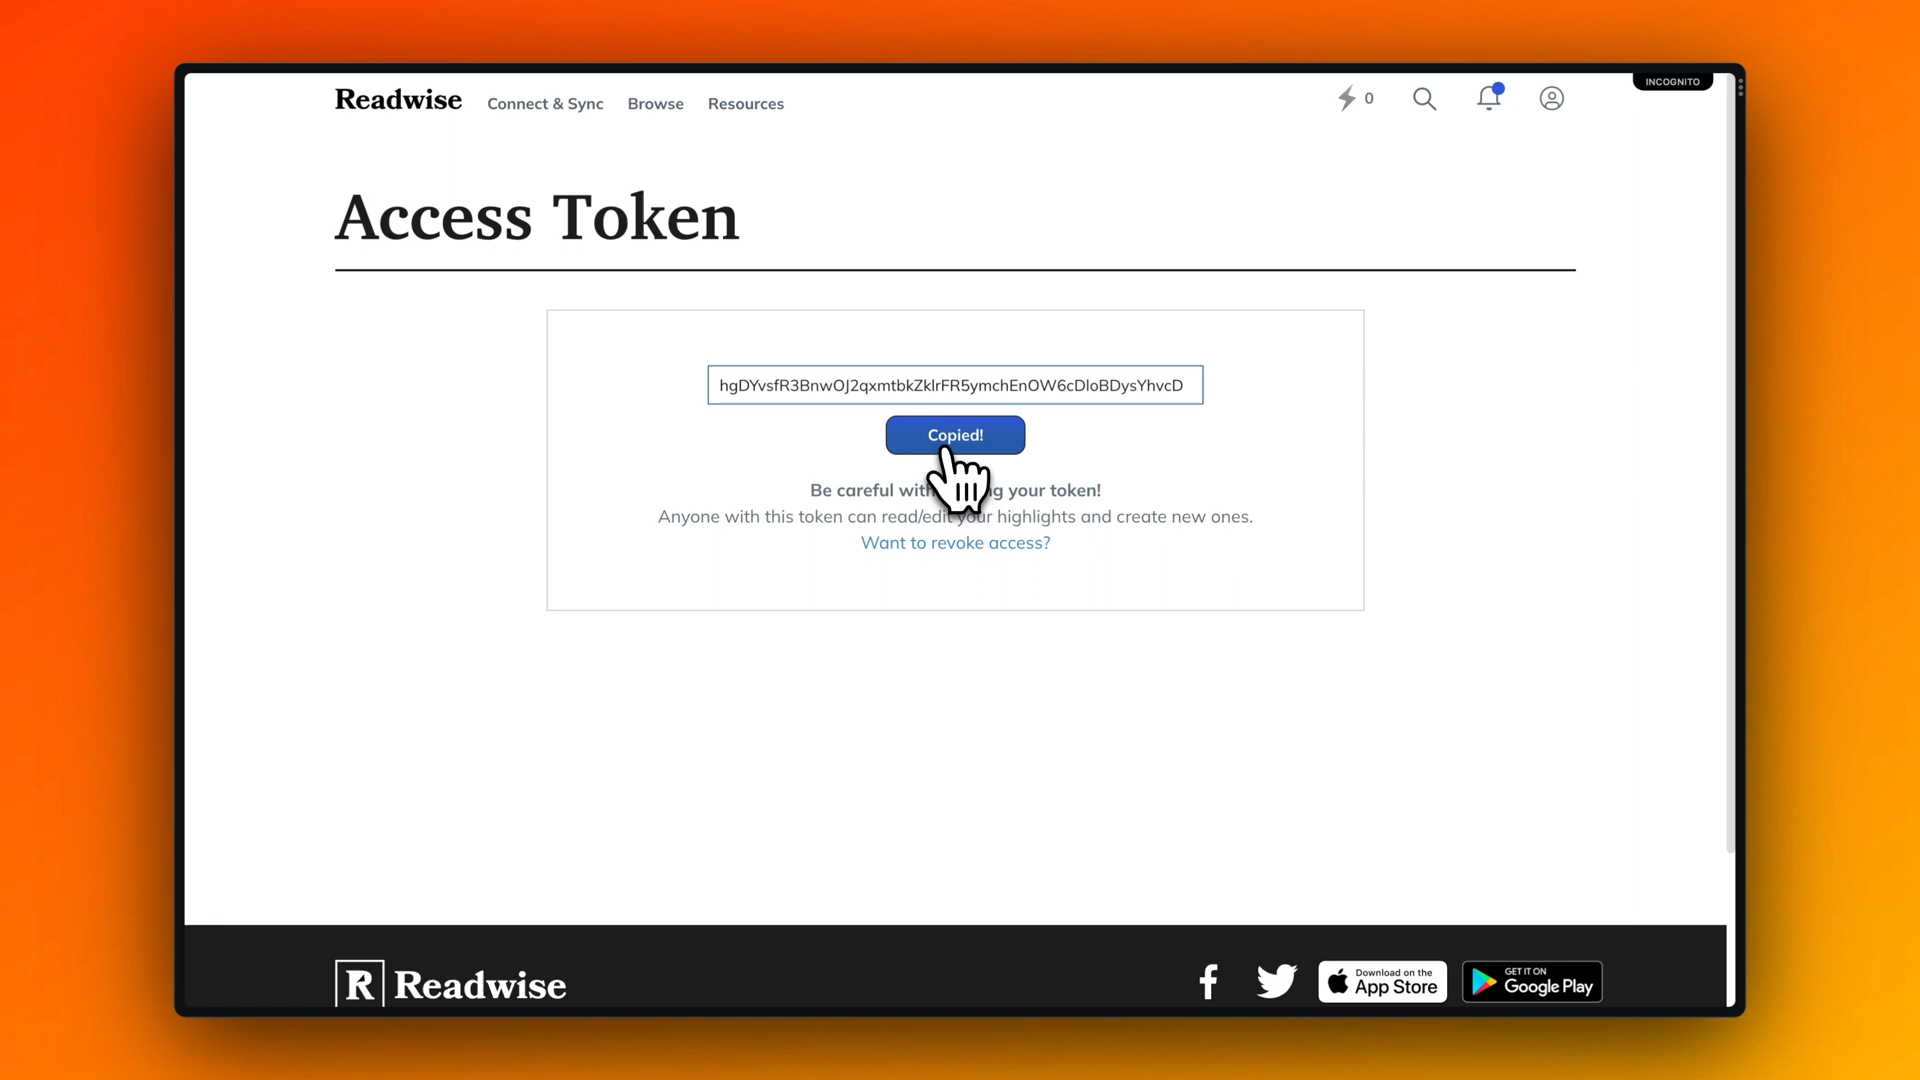 Readwise Connect & Sync Browse Resources 0 INCOGNITO
Access Token
hgDYvsfR3BnwOJ2qxmtbkZklrFR5ymchEnOW6cDloBDysYhvcD
Copied!
Be careful with your token!
Anyone with this token can read/edit your highlights and create new ones.
Want to revoke access?
R Readwise
Download on the
App Store
GET IT ON
Google Play